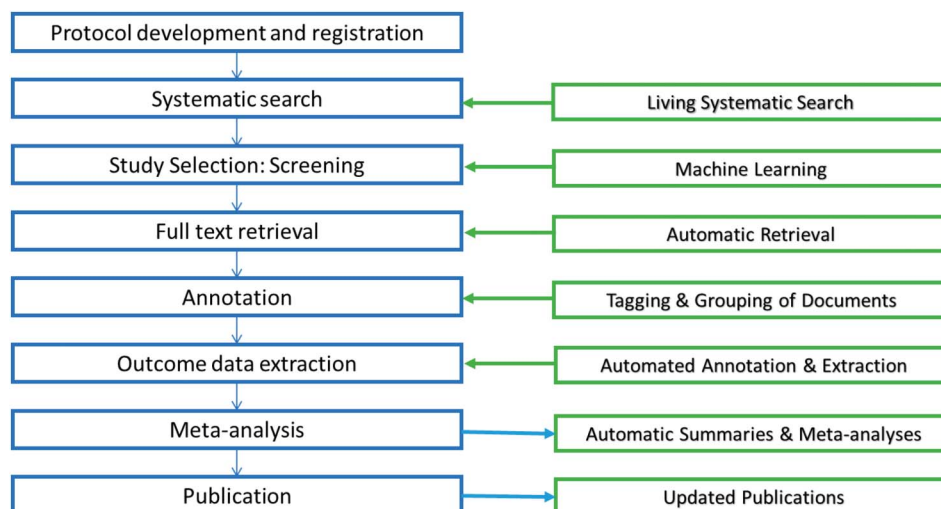 Protocol development and registration
Systematic search
Living Systematic Search
Study Selection: Screening
Machine Learning
Full text retrieval
Automatic Retrieval
Annotation
Tagging & Grouping of Documents
Outcome data extraction
Automated Annotation & Extraction
Meta-analysis
Automatic Summaries & Meta-analyses
Publication
Updated Publications